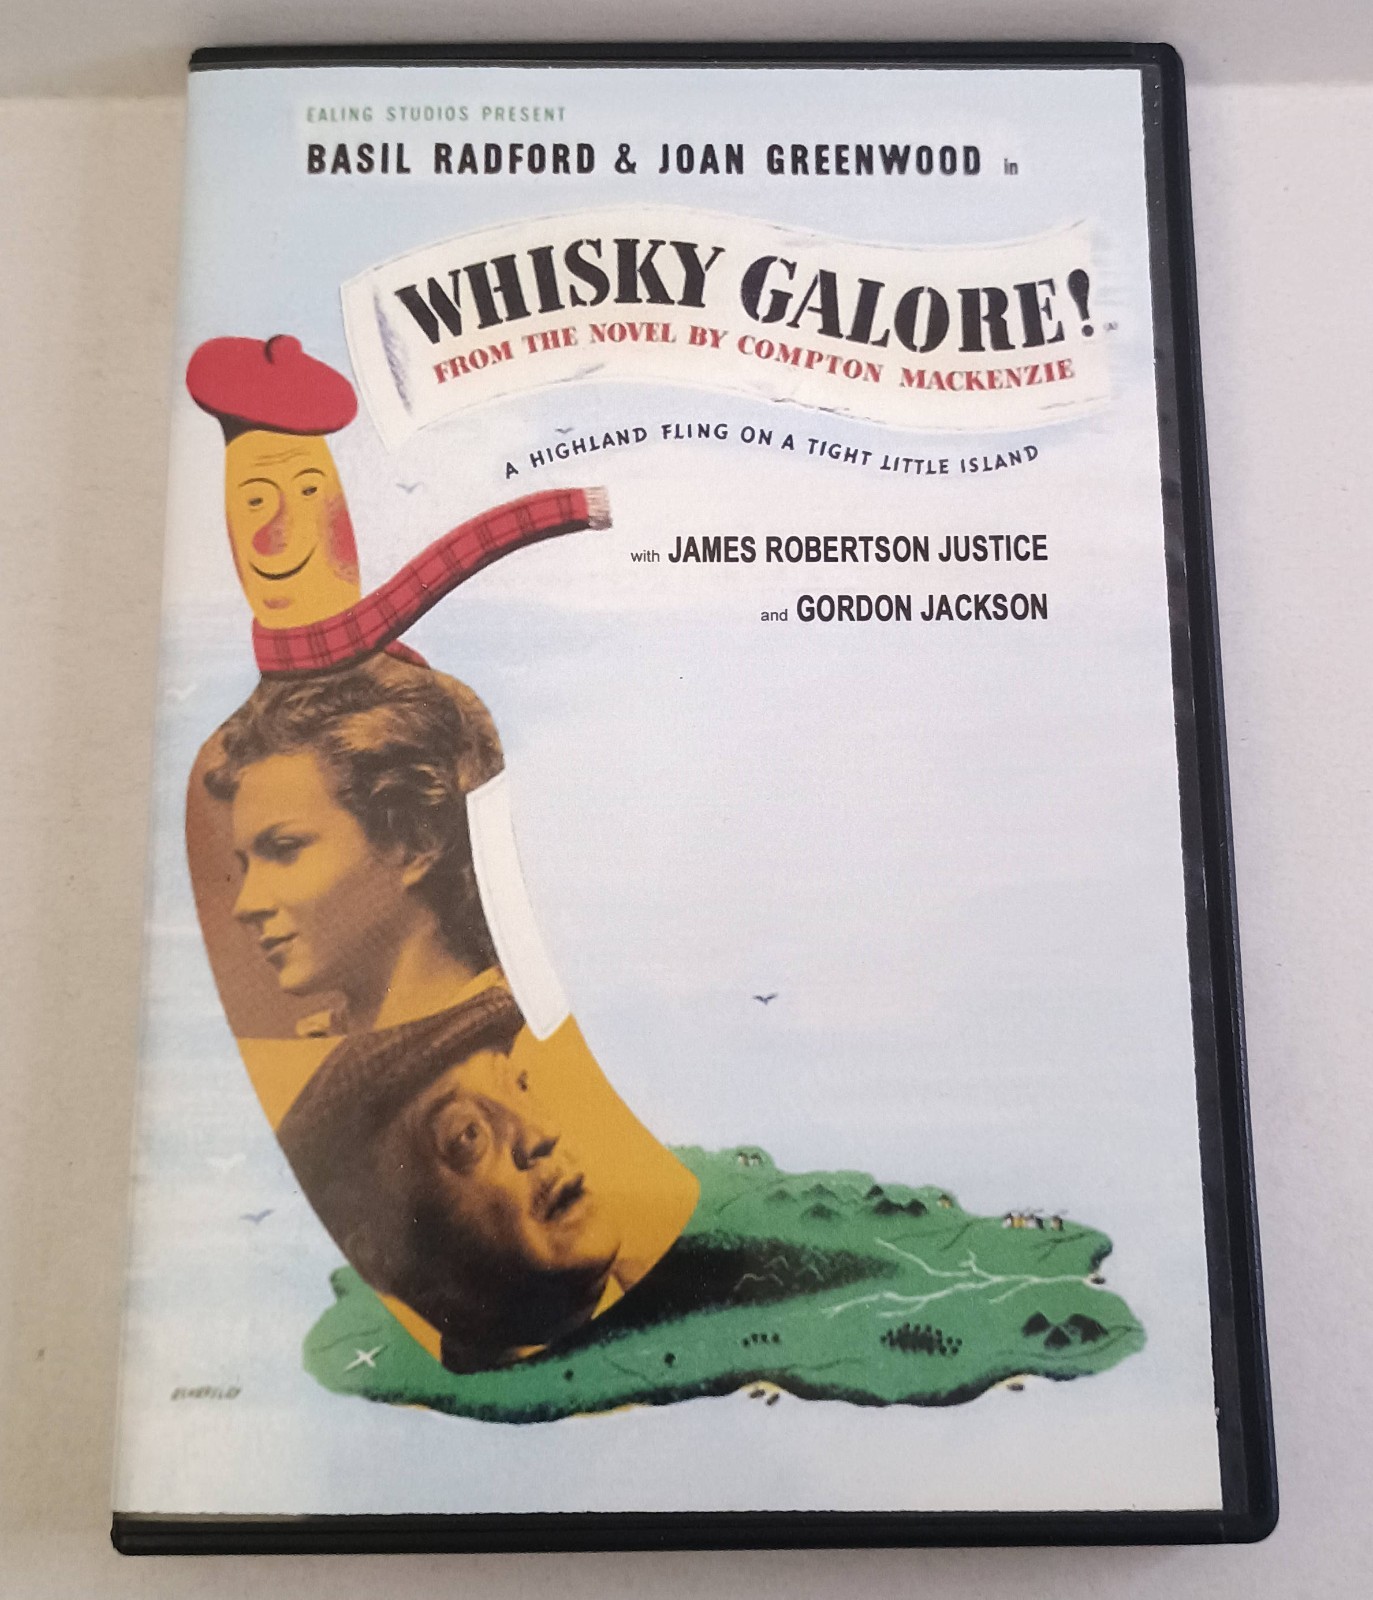 EALING STUDIOS PRESENT
BASIL RADFORD & JOAN GREENWOOD in
WHISKY GALORE!
FROM THE NOVEL BY COMPTON MACKENZIE
A HIGHLAND FLING ON A TIGHT LITTLE ISLAND
with JAMES ROBERTSON JUSTICE
and GORDON JACKSON